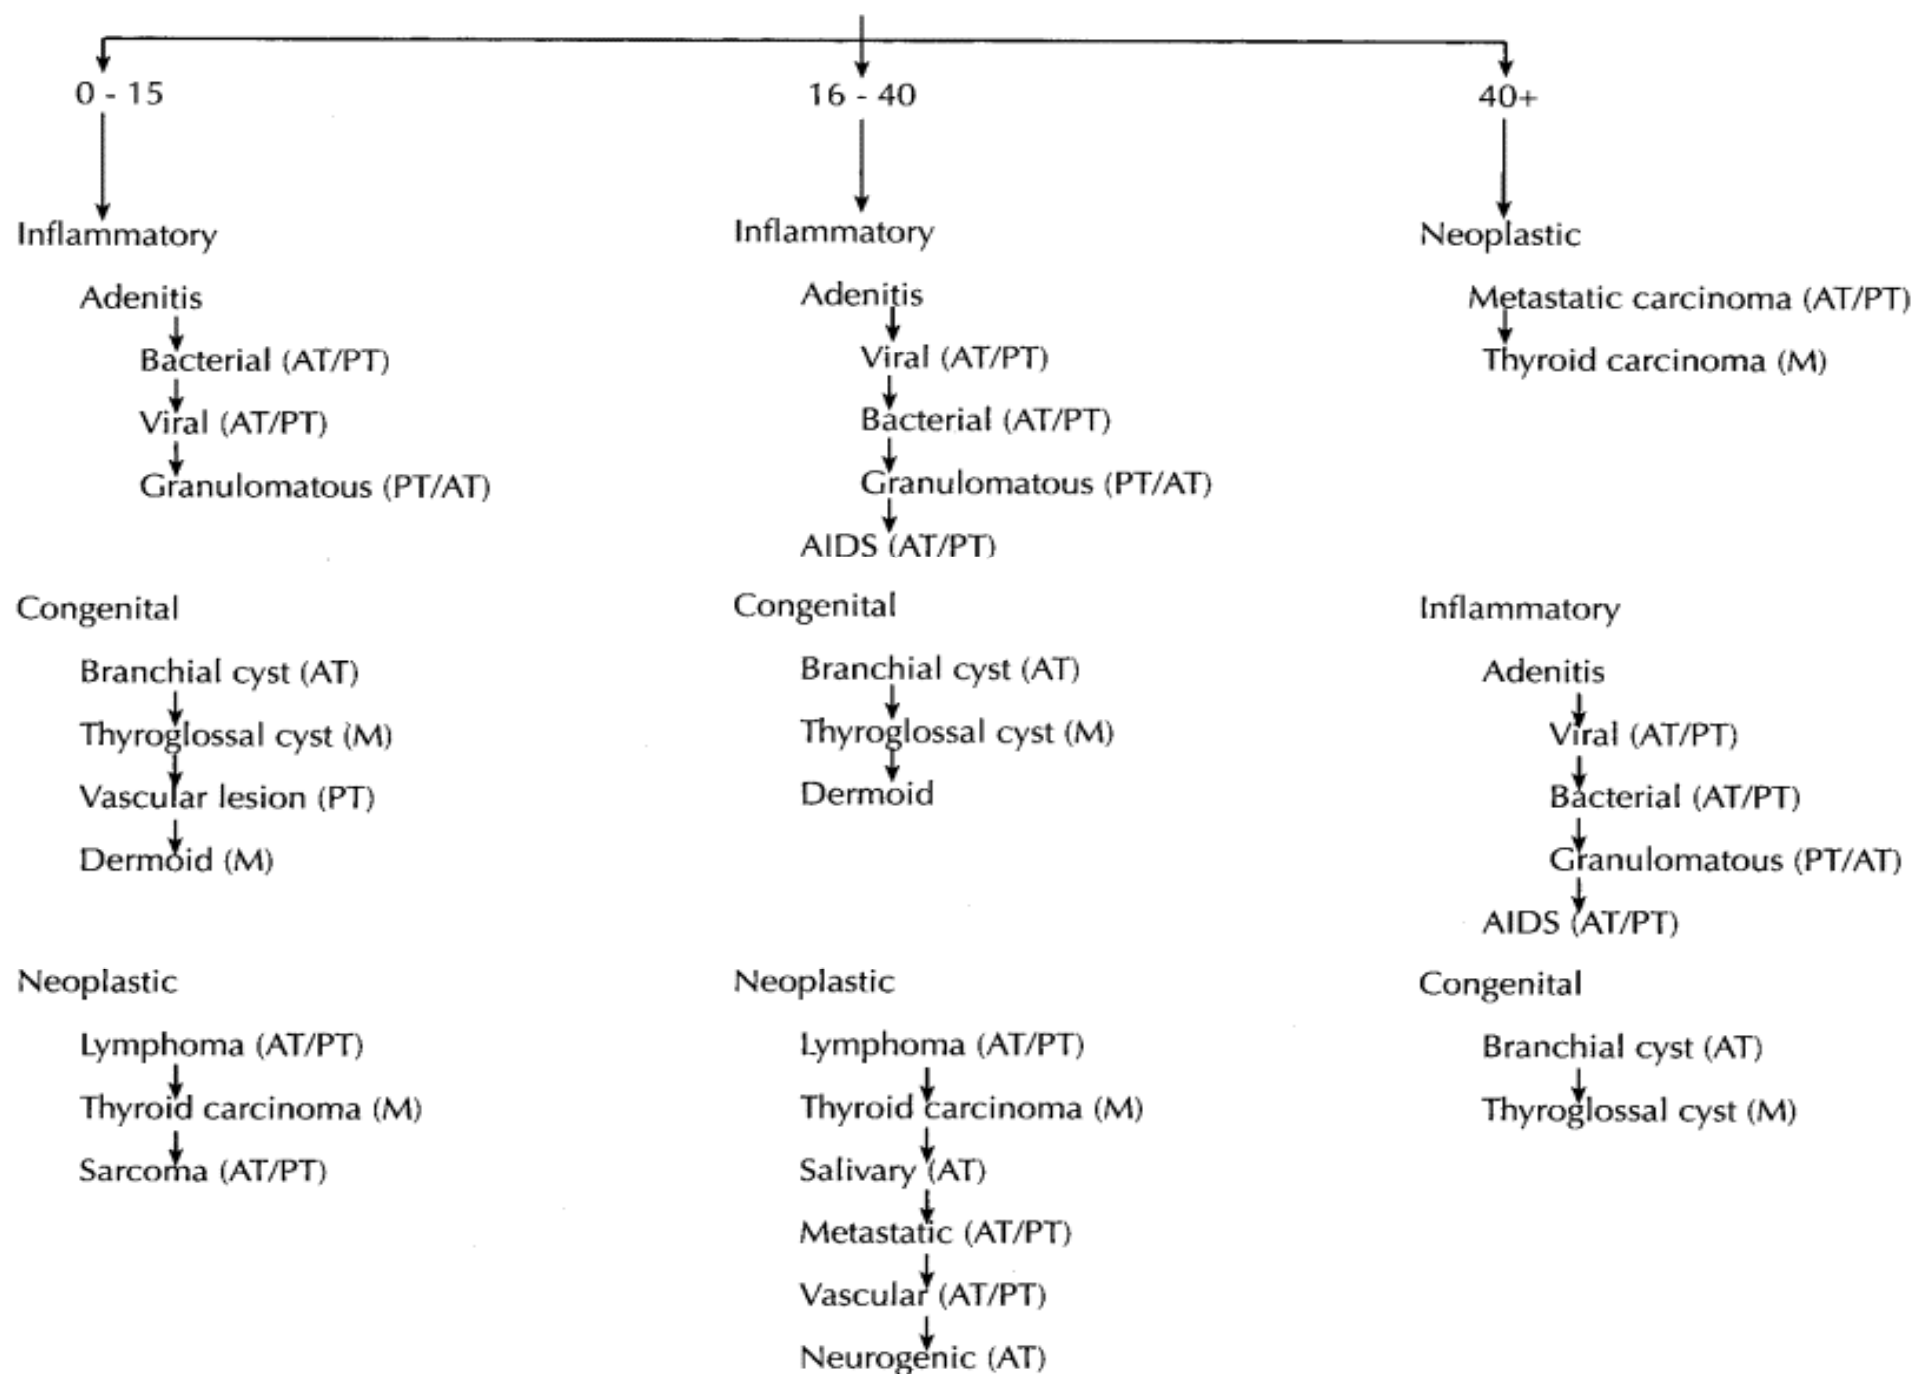 0 - 15
Inflammatory
Adenitis
Bacterial (AT/PT)
Viral (AT/PT)
Granulomatous (PT/AT)
Congenital
Branchial cyst (AT)
Thyroglossal cyst (M)
Vascular lesion (PT)
Dermoid (M)
Neoplastic
Lymphoma (AT/PT)
Thyroid carcinoma (M)
Sarcoma (AT/PT)
16 - 40
Inflammatory
Adenitis
Viral (AT/PT)
Bacterial (AT/PT)
Granulomatous (PT/AT)
AIDS (AT/PT)
Congenital
Branchial cyst (AT)
Thyroglossal cyst (M)
Dermoid
Neoplastic
Lymphoma (AT/PT)
Thyroid carcinoma (M)
Salivary (AT)
Metastatic (AT/PT)
Vascular (AT/PT)
Neurogenic (AT)
40+
Neoplastic
Metastatic carcinoma (AT/PT)
Thyroid carcinoma (M)
Inflammatory
Adenitis
Viral (AT/PT)
Bacterial (AT/PT)
Granulomatous (PT/AT)
AIDS (AT/PT)
Congenital
Branchial cyst (AT)
Thyroglossal cyst (M)